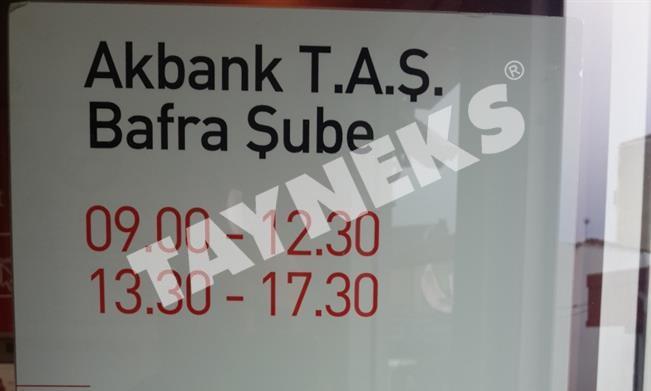 Akbank T.A.Ş.
Bafra Şube
09.00 - 12.30
13.30 - 17.30
TAYNEKS®